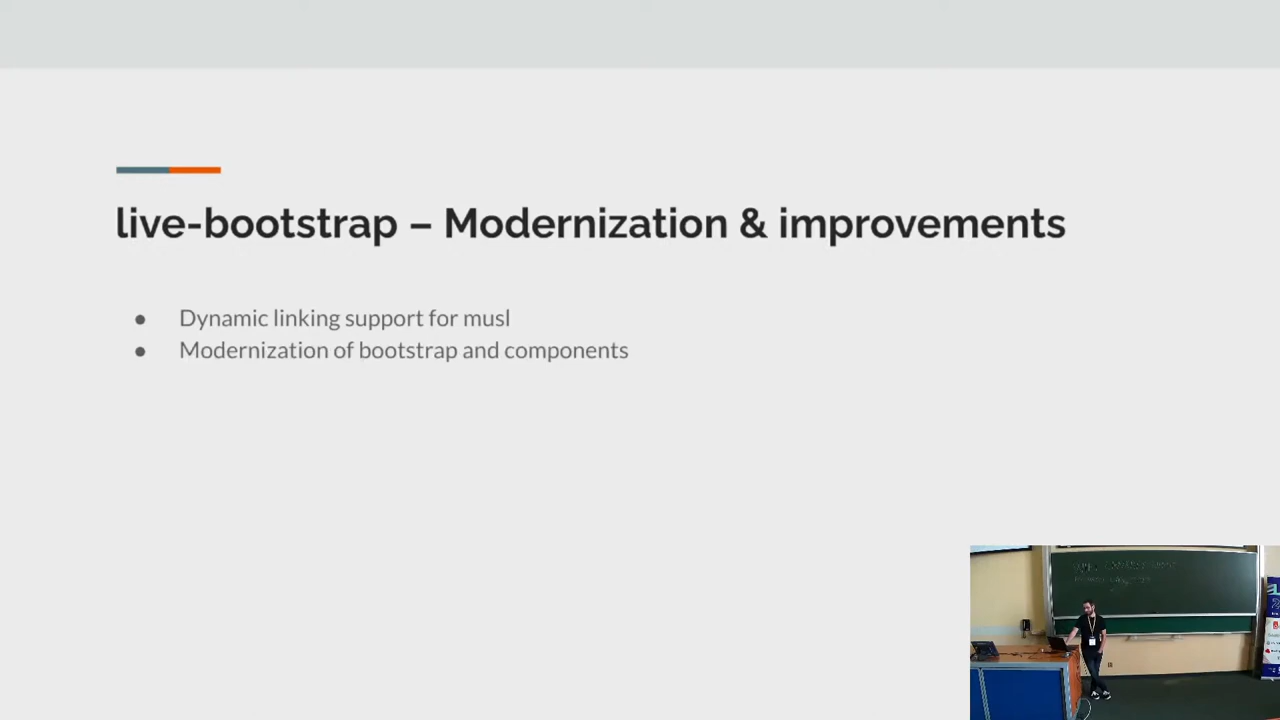 live-bootstrap – Modernization & improvements
● Dynamic linking support for musl
● Modernization of bootstrap and components